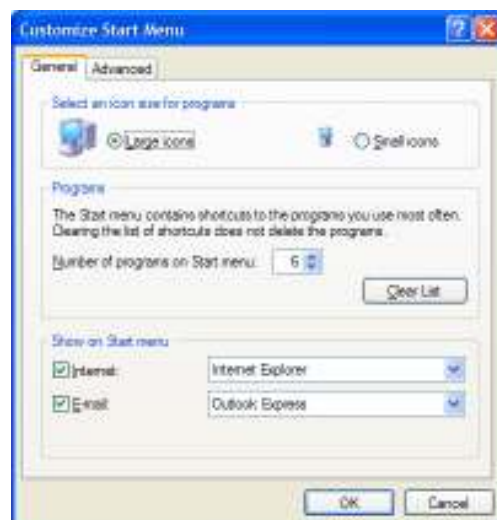 Customize Start Menu
General Advanced
Select an icon size for programs
Large icons Small icons
Programs
The Start menu contains shortcuts to the programs you use most often.
Clearing the list of shortcuts does not delete the programs.
Number of programs on Start menu: 6
Clear List
Show on Start menu
Internet: Internet Explorer
E-mail: Outlook Express
OK Cancel